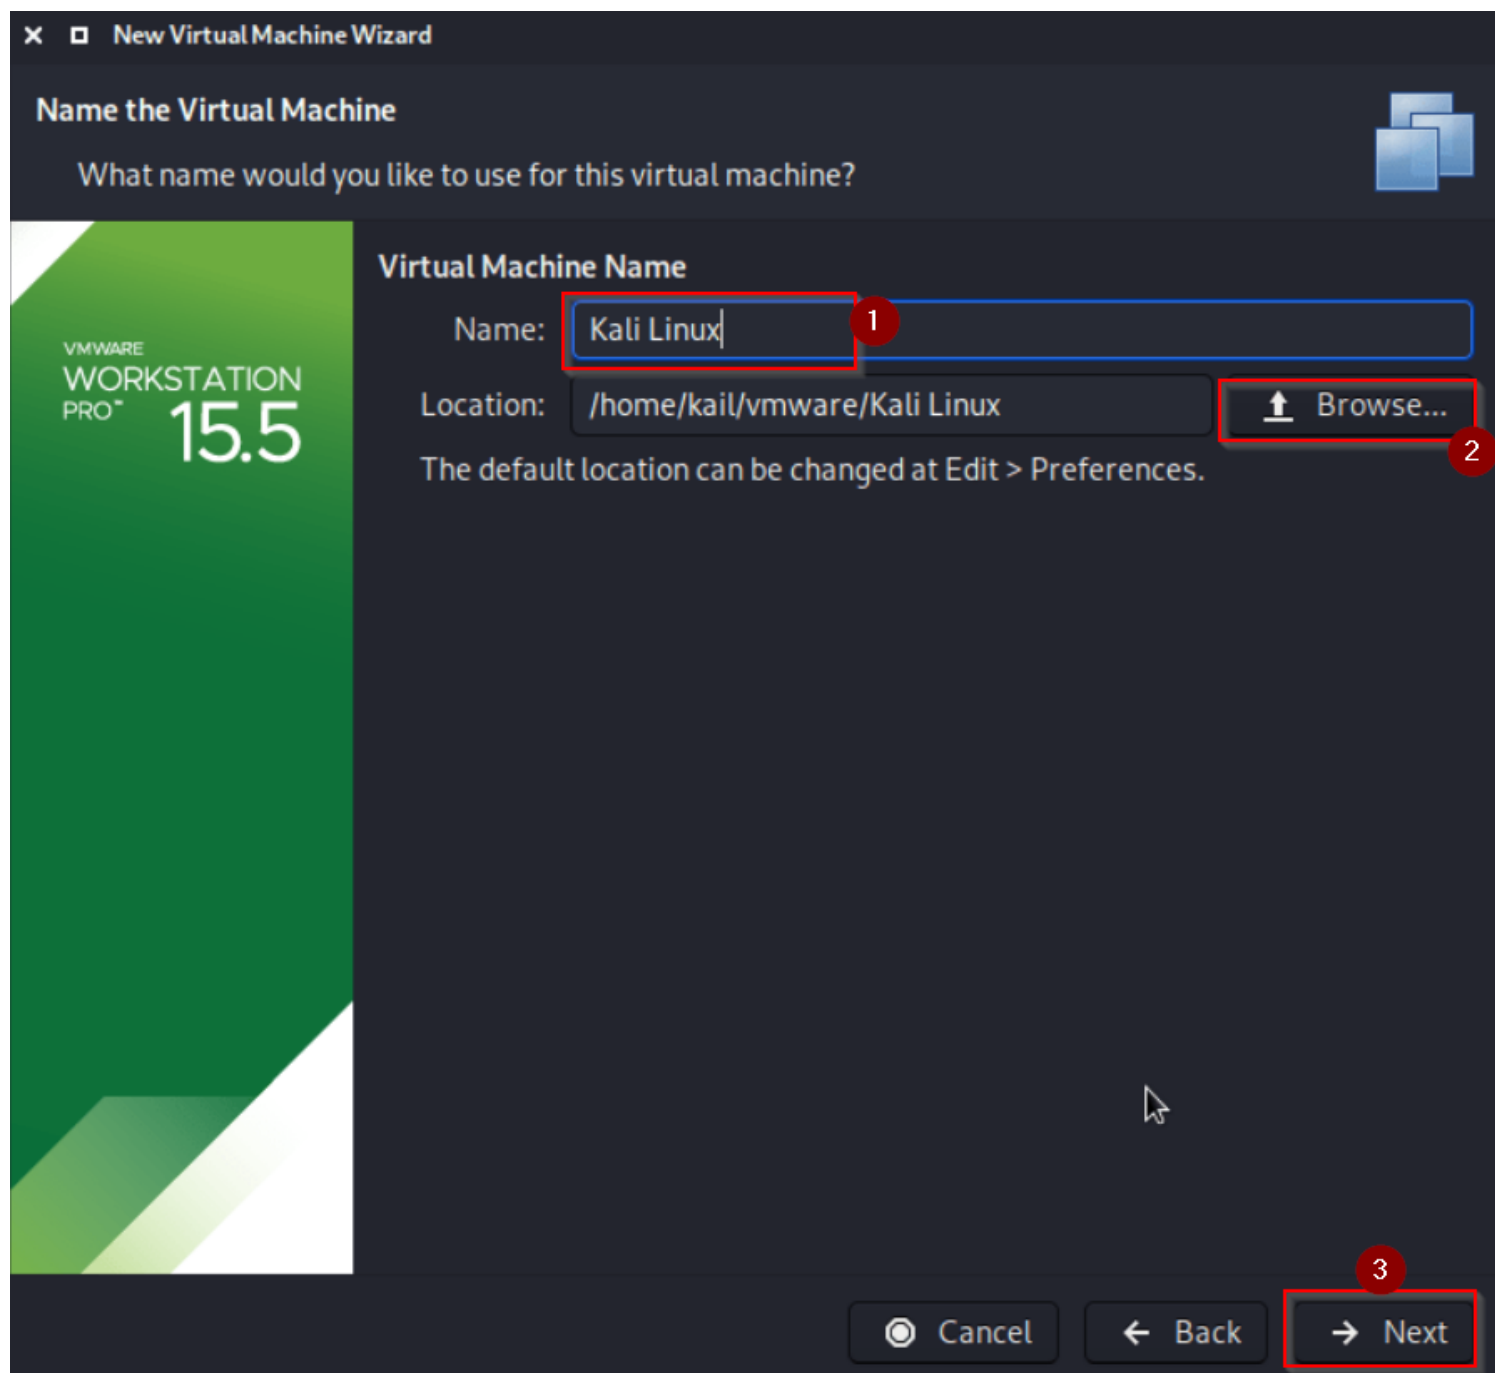 New Virtual Machine Wizard
Name the Virtual Machine
What name would you like to use for this virtual machine?
VMWARE
WORKSTATION
PRO™ 15.5
Virtual Machine Name
Name: Kali Linux 1
Location: /home/kail/vmware/Kali Linux Browse...
2
The default location can be changed at Edit > Preferences.
3
Cancel Back Next